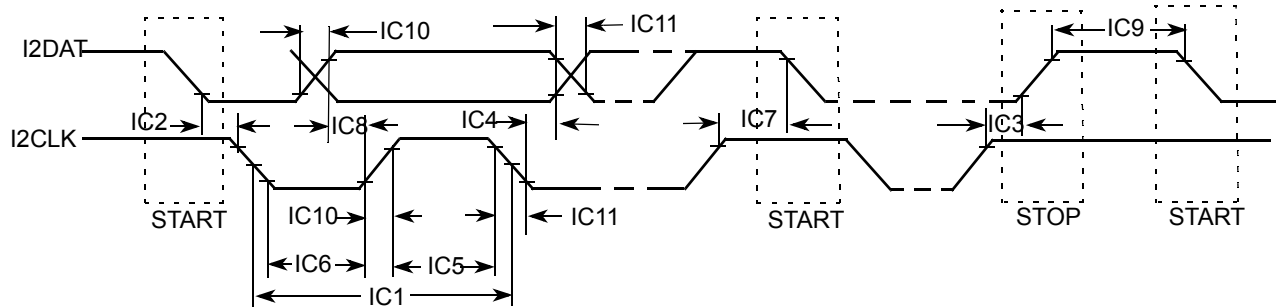 IC10
IC11
IC9
I2DAT
IC2
IC8
IC4
IC7
IC3
I2CLK
START
IC10
IC11
START
STOP
START
IC6
IC5
IC1